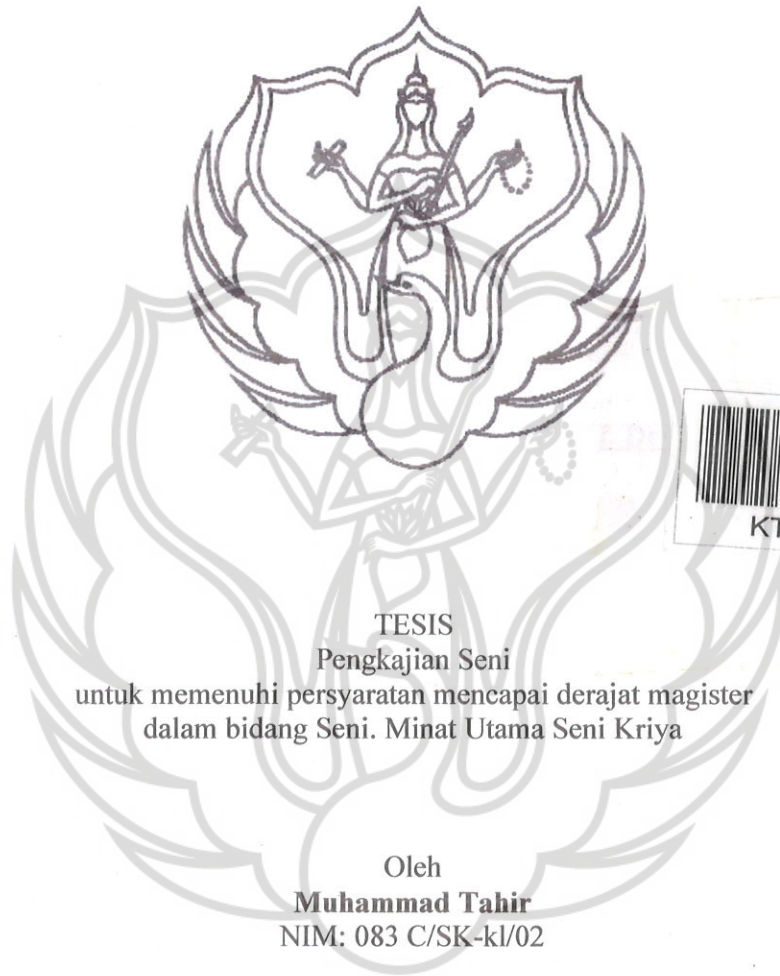 KT
TESIS
Pengkajian Seni
untuk memenuhi persyaratan mencapai derajat magister
dalam bidang Seni. Minat Utama Seni Kriya
Oleh
Muhammad Tahir
NIM: 083 C/SK-kl/02